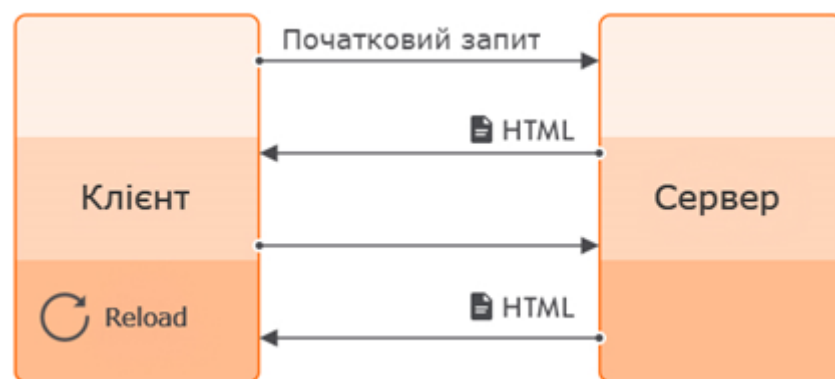 Початковий запит
HTML
Клієнт
Сервер
Reload
HTML